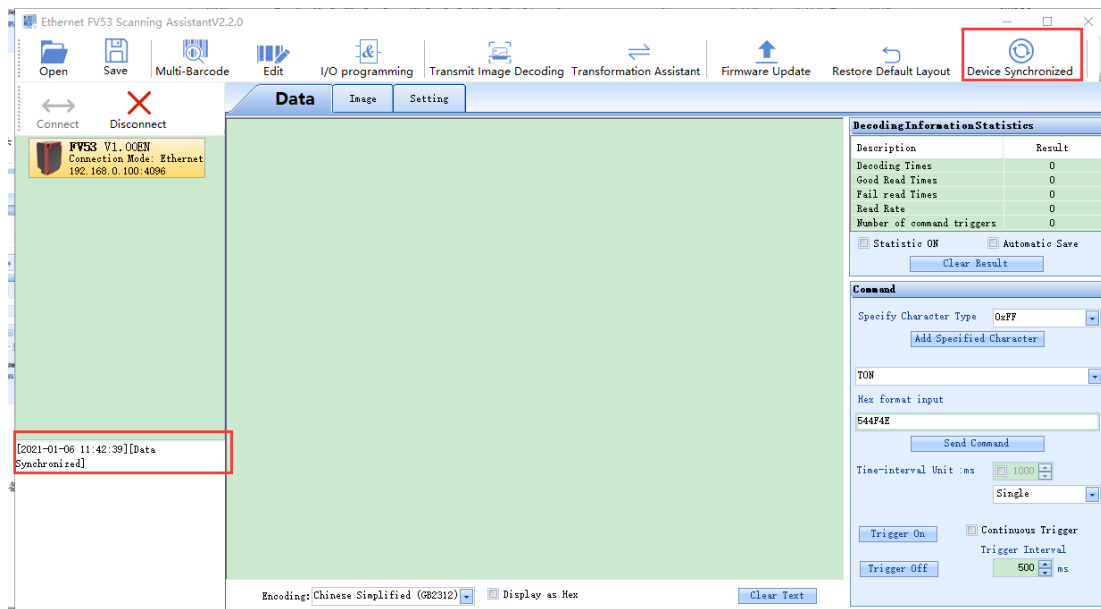 Ethernet FV53 Scanning AssistantV2.2.0
Open Save Multi-Barcode Edit I/O programming Transmit Image Decoding Transformation Assistant Firmware Update Restore Default Layout Device Synchronized
Connect Disconnect
Data Image Setting
FV53 V1.00EN
Connection Mode: Ethernet
192.168.0.100:4096
[2021-01-06 11:42:39][Data
Synchronized]
DecodingInformationStatistics
Description Result
Decoding Times 0
Good Read Times 0
Fail read Times 0
Read Rate 0
Number of command triggers 0
Statistic ON Automatic Save
Clear Result
Command
Specify Character Type 0xFF
Add Specified Character
TON
Hex format input
544F4E
Send Command
Time-interval Unit :ms 1000
Single
Trigger On Continuous Trigger
Trigger Interval
Trigger Off 500 ms
Encoding: Chinese Simplified (GB2312) Display as Hex Clear Text